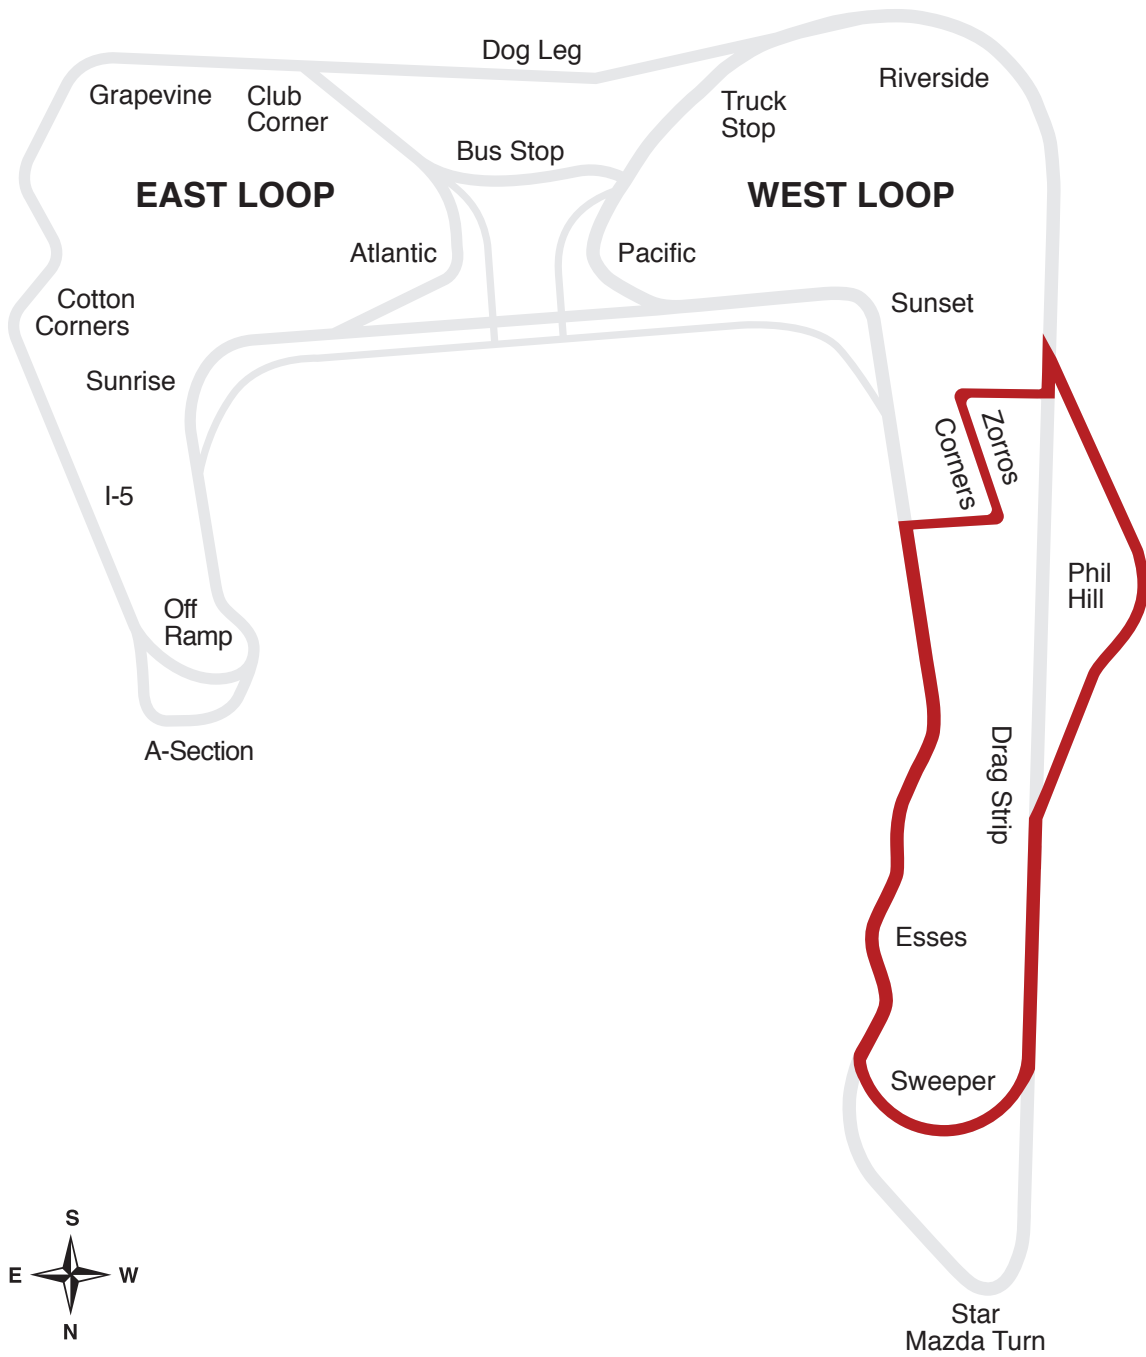 Dog Leg
Riverside
Grapevine
Club
Corner
Truck
Stop
Bus Stop
EAST LOOP
WEST LOOP
Atlantic
Pacific
Cotton
Corners
Sunset
Sunrise
Zorros
Corners
I-5
Phil
Hill
Off
Ramp
A-Section
Drag Strip
Esses
Sweeper
S
E
W
N
Star
Mazda Turn